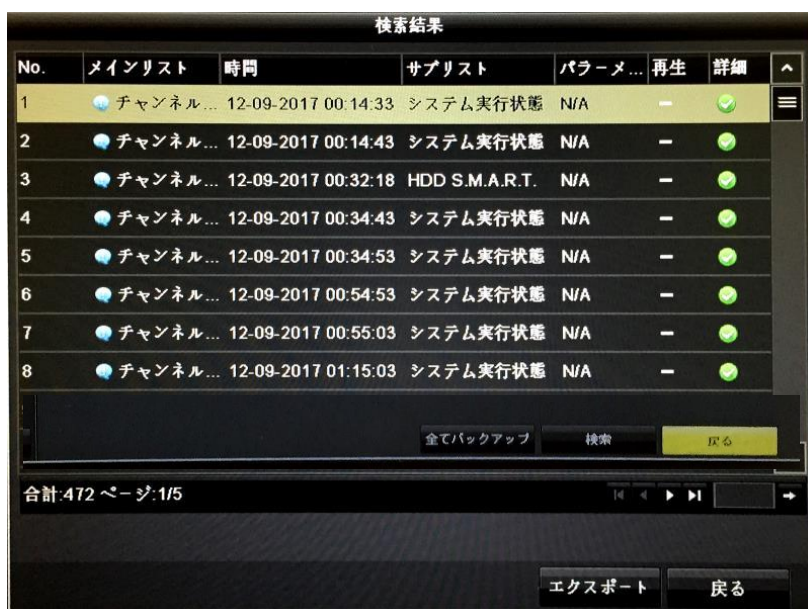 検索結果
No. メインリスト 時間 サブリスト パラーメ... 再生 詳細
1 チャンネル... 12-09-2017 00:14:33 システム実行状態 N/A
2 チャンネル... 12-09-2017 00:14:43 システム実行状態 N/A
3 チャンネル... 12-09-2017 00:32:18 HDD S.M.A.R.T. N/A
4 チャンネル... 12-09-2017 00:34:43 システム実行状態 N/A
5 チャンネル... 12-09-2017 00:34:53 システム実行状態 N/A
6 チャンネル... 12-09-2017 00:54:53 システム実行状態 N/A
7 チャンネル... 12-09-2017 00:55:03 システム実行状態 N/A
8 チャンネル... 12-09-2017 01:15:03 システム実行状態 N/A
全てバックアップ 検索 戻る
合計:472 ページ:1/5
エクスポート 戻る